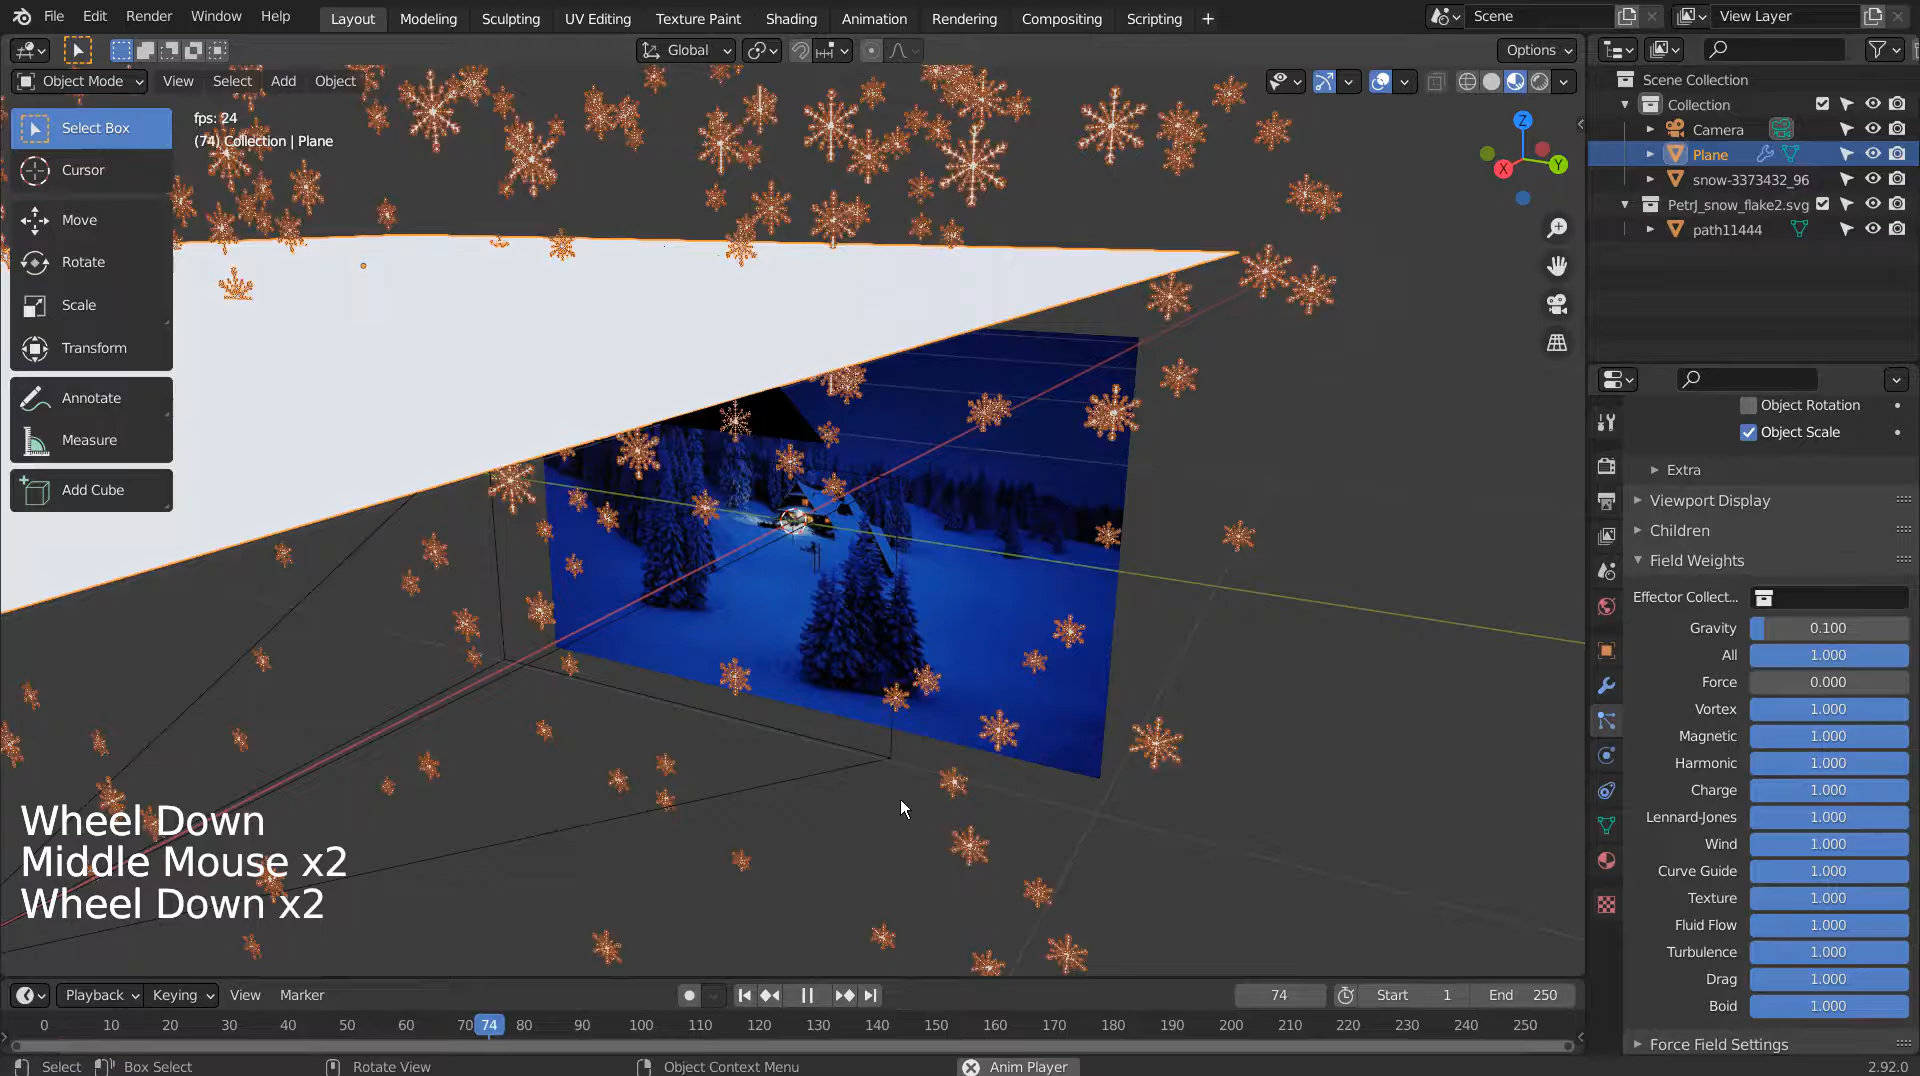 File Edit Render Window Help Layout Modeling Sculpting UV Editing Texture Paint Shading Animation Rendering Compositing Scripting + Scene View Layer
Global Options
Object Mode View Select Add Object
Select Box
Cursor
Move
Rotate
Scale
Transform
Annotate
Measure
Add Cube
fps: 24
(74) Collection | Plane
Z
X
Y
Wheel Down
Middle Mouse x2
Wheel Down x2
Scene Collection
Collection
Camera
Plane
snow-3373432_96
PetrJ_snow_flake2.svg
path11444
Object Rotation
Object Scale
Extra
Viewport Display
Children
Field Weights
Effector Collect...
Gravity 0.100
All 1.000
Force 0.000
Vortex 1.000
Magnetic 1.000
Harmonic 1.000
Charge 1.000
Lennard-Jones 1.000
Wind 1.000
Curve Guide 1.000
Texture 1.000
Fluid Flow 1.000
Turbulence 1.000
Drag 1.000
Boid 1.000
Force Field Settings
Playback Keying View Marker 74 Start 1 End 250
0 10 20 30 40 50 60 70 74 80 90 100 110 120 130 140 150 160 170 180 190 200 210 220 230 240 250
Select Box Select Rotate View Object Context Menu Anim Player 2.92.0